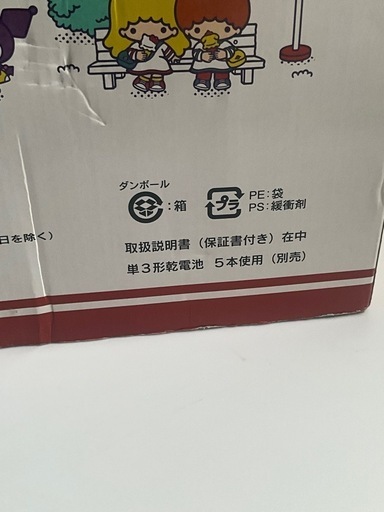 ダンボール
:箱
プラ
PE:袋
PS:緩衝剤
日を除く)
取扱説明書(保証書付き)在中
単3形乾電池 5本使用(別売)